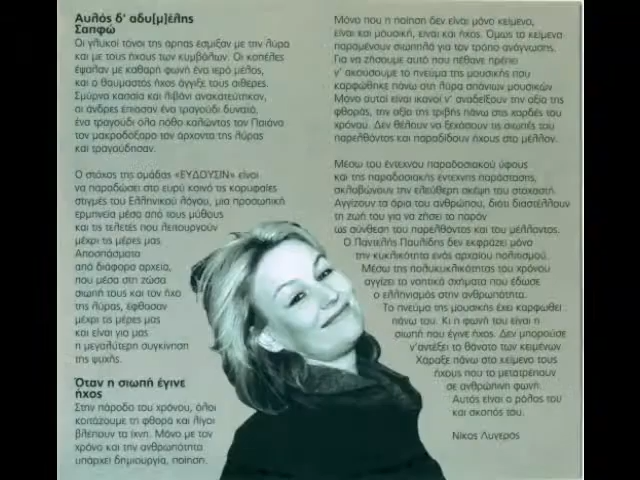 Αυλός δ' αδυ[μ]έλης
Σαπφώ
Οι γλυκοί τόνοι της άρπας έσμιξαν με την λύρα
και με τους ήχους των κυμβάλων. Οι κοπέλες
έψαλαν με καθαρή φωνή ένα ιερό μέλος,
και ο θαυμαστός ήχος άγγιξε τους αιθέρες.
Σμύρνα κασσία και λιβάνι ανακατεύτηκαν,
οι άνδρες έπιασαν ένα τραγούδι δυνατό,
ένα τραγούδι όλο πόθο καλώντας τον Παιάνα
τον μακροδόξαρο τον άρχοντα της λύρας
και τραγούδησαν.
Ο στόχος της ομάδας «ΕΥΔΟΥΣΙΝ» είναι
να παραδώσει στο ευρύ κοινό τις κορυφαίες
στιγμές του Ελληνικού λόγου, μια προσωπική
ερμηνεία μέσα από τους μύθους
και τις τελετές που λειτουργούν
μέχρι τις μέρες μας.
Αποσπάσματα
από διάφορα αρχεία,
που μέσα στη ζώσα
σιωπή τους και τον ήχο
της λύρας, έφθασαν
μέχρι τις μέρες μας
και είναι για μας
η μεγαλύτερη συγκίνηση
της ψυχής.
Όταν η σιωπή έγινε
ήχος
Στην πάροδο του χρόνου, όλοι
κοιτάζουμε τη φθορά και λίγοι
βλέπουν τα ίχνη. Μόνο με τον
χρόνο και την ανθρωπότητα
υπάρχει δημιουργία, ποίηση.
Μόνο που η ποίηση δεν είναι μόνο κείμενο,
είναι και μουσική, είναι και ήχος. Όμως τα κείμενα
παραμένουν σιωπηλά για τον τρόπο ανάγνωσης.
Για να ζήσουμε αυτό που πέθανε πρέπει
ν' ακούσουμε το πνεύμα της μουσικής που
καρφώθηκε πάνω στη λύρα απάνιων μουσικών.
Μόνο αυτοί είναι ικανοί ν' αναδείξουν την αξία της
φθοράς, την αξία της τριβής πάνω στις χορδές του
χρόνου. Δεν θέλουν να ξεχάσουν τις σιωπές του
παρελθόντος και παραδίδουν ήχους στο μέλλον.
Μέσω του έντεχνου παραδοσιακού ύφους
και της παραδοσιακής έντεχνης παράστασης,
σκλαβώνουν την ελεύθερη σκέψη του στοχαστή.
Αγγίζουν τα όρια του ανθρώπου, διότι διαστέλλουν
τη ζωή του για να ζήσει το παρόν
ως σύνθεση του παρελθόντος και του μέλλοντος.
Ο Παντελής Παυλίδης δεν εκφράζει μόνο
την κυκλικότητα ενός αρχαίου πολιτισμού.
Μέσω της πολυκυκλικότητας του χρόνου
αγγίζει τα νοητικά σχήματα που έδωσε
ο ελληνισμός στην ανθρωπότητα.
Το πνεύμα της μουσικής έχει καρφωθεί
πάνω του. Κι η φωνή του είναι η
σιωπή που έγινε ήχος. Δεν μπορούσε
ν'αντέξει το θάνατο των κειμένων.
Χάραξε πάνω στο κείμενο τους
ήχους που το μετατρέπουν
σε ανθρώπινη φωνή.
Αυτός είναι ο ρόλος του
και σκοπός του.
Νίκος Λυγερός